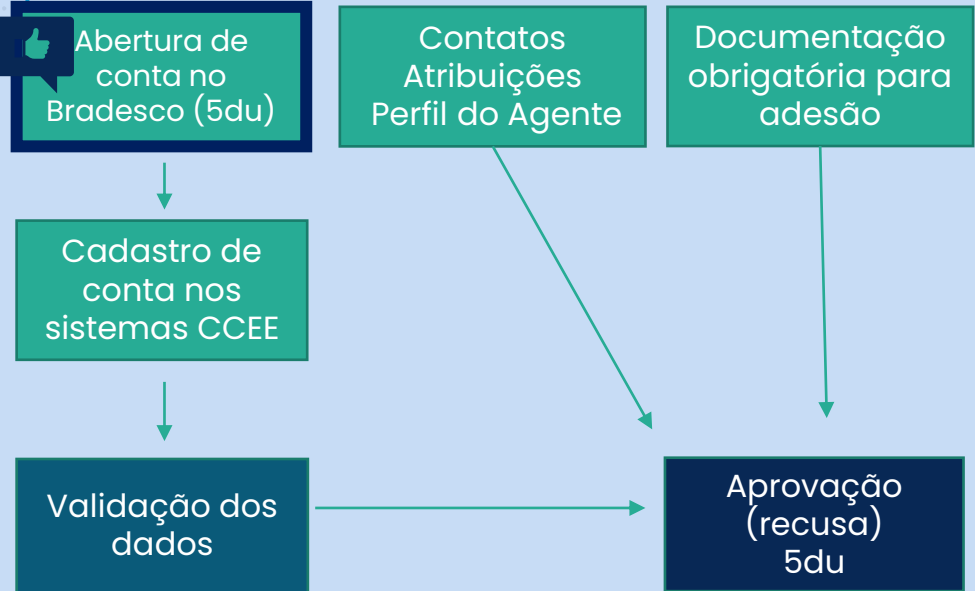 Abertura de
conta no
Bradesco (5du)
Contatos
Atribuições
Perfil do Agente
Documentação
obrigatória para
adesão
Cadastro de
conta nos
sistemas CCEE
Validação dos
dados
Aprovação
(recusa)
5du